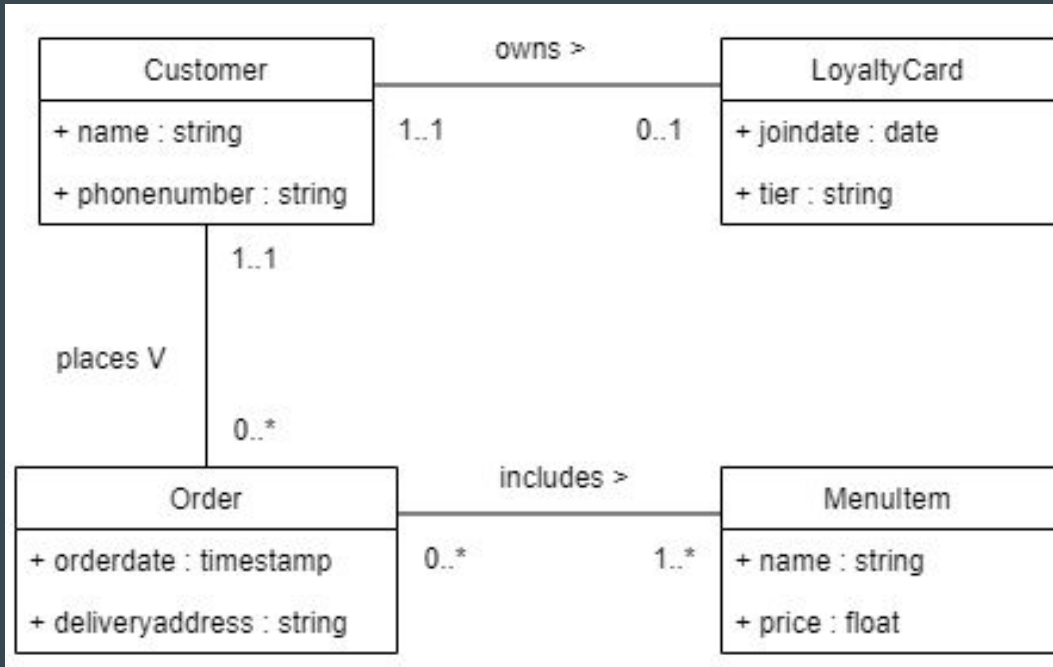 owns >
Customer
LoyaltyCard
+ name : string
1..1
0..1
+ joindate : date
+ phonenumber : string
+ tier : string
1..1
places V
0..*
includes >
Order
MenuItem
+ orderdate : timestamp
0..*
1..*
+ name : string
+ deliveryaddress : string
+ price : float